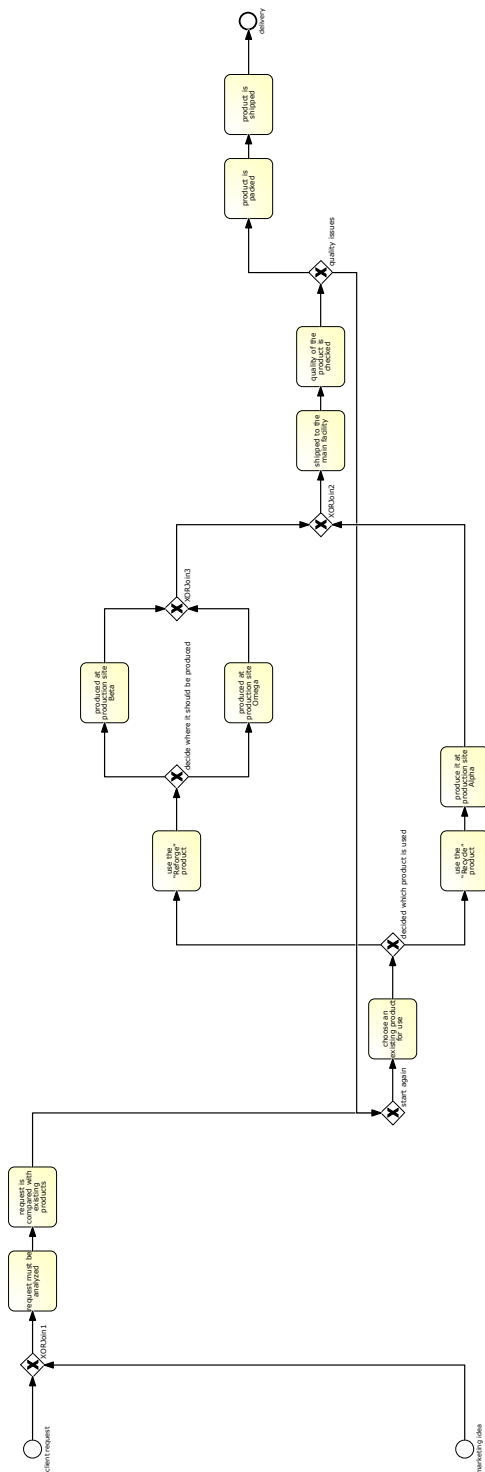 client request
marketing idea
XORJoin1
request must be
analyzed
request is
compared with
existing
products
start again
choose an
existing product
for use
decided which product is used
use the
"Reforge"
product
use the
"Recycle"
product
decide where it should be produced
produce it at
production site
Alpha
produced at
production site
Beta
produced at
production site
Omega
XORJoin3
XORJoin2
shipped to the
main facility
quality of the
product is
checked
quality issues
product is
packed
product is
shipped
delivery